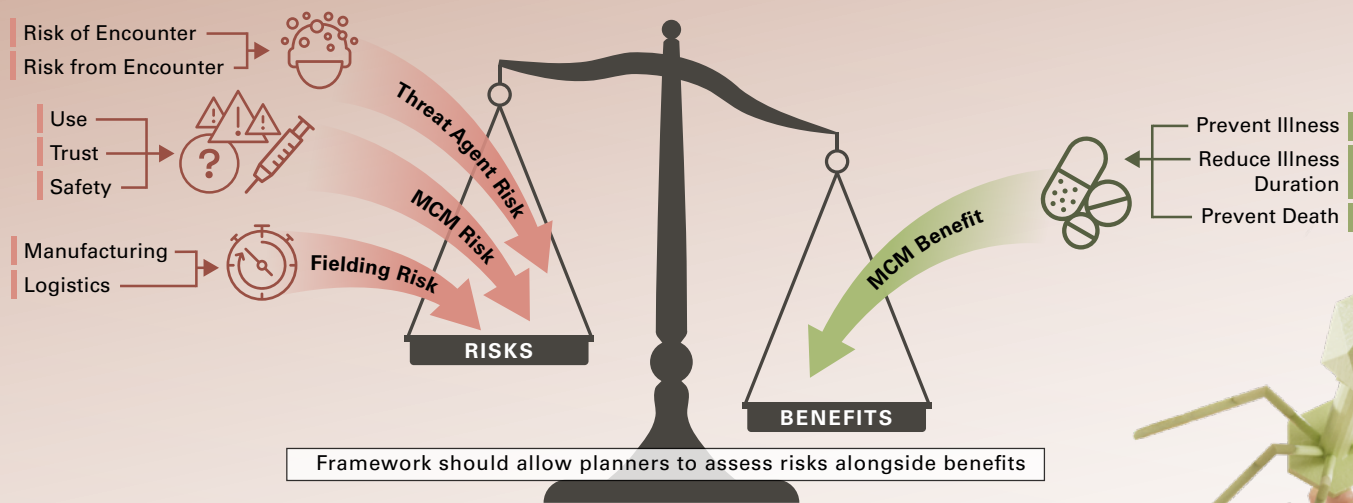 Risk of Encounter
Risk from Encounter
Use
Trust
Safety
Manufacturing
Logistics
Threat Agent Risk
MCM Risk
Fielding Risk
RISKS
MCM Benefit
BENEFITS
Prevent Illness
Reduce Illness
Duration
Prevent Death
Framework should allow planners to assess risks alongside benefits